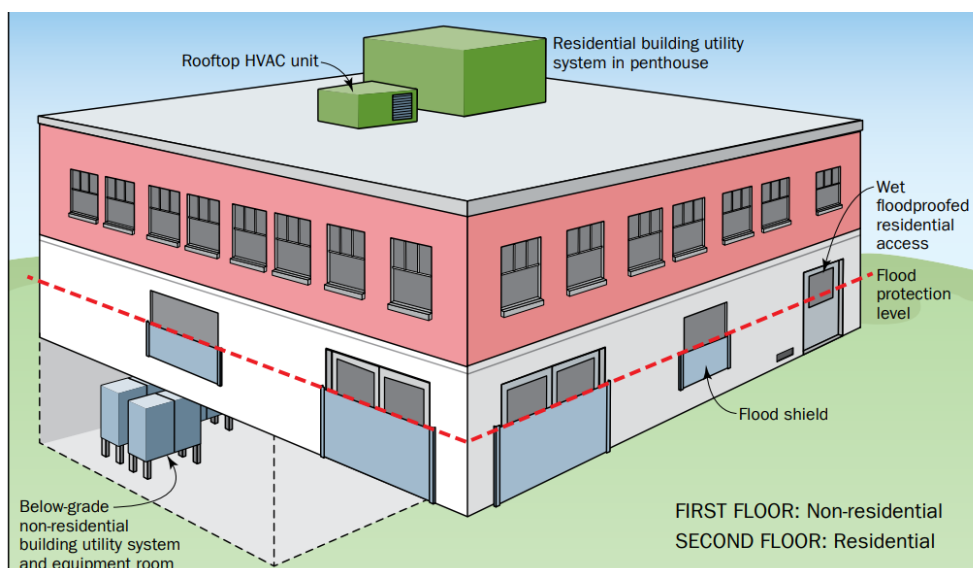 Rooftop HVAC unit
Residential building utility
system in penthouse
Wet
floodproofed
residential
access
Flood
protection
level
Flood shield
Below-grade
non-residential
building utility system
and equipment room
FIRST FLOOR: Non-residential
SECOND FLOOR: Residential